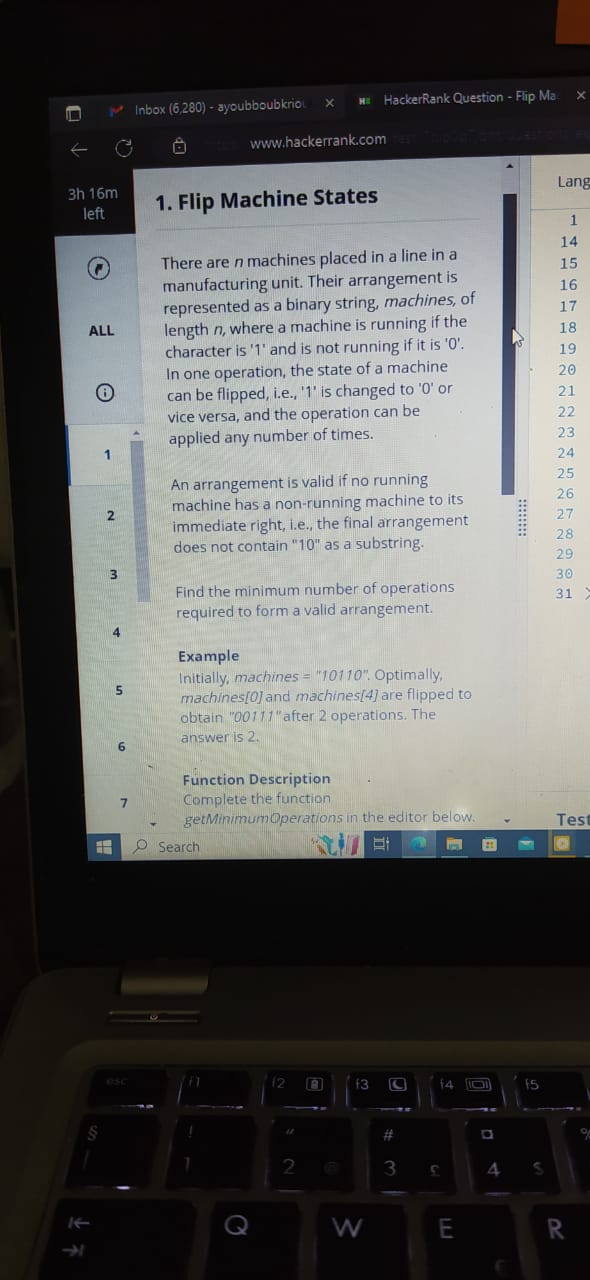 Inbox (6,280) - ayoubboubkriou
HackerRank Question - Flip Ma
www.hackerrank.com
3h 16m
left
ALL
1
2
3
4
5
6
7
1. Flip Machine States
There are n machines placed in a line in a
manufacturing unit. Their arrangement is
represented as a binary string, machines, of
length n, where a machine is running if the
character is '1' and is not running if it is '0'.
In one operation, the state of a machine
can be flipped, i.e., '1' is changed to '0' or
vice versa, and the operation can be
applied any number of times.
An arrangement is valid if no running
machine has a non-running machine to its
immediate right, i.e., the final arrangement
does not contain "10" as a substring.
Find the minimum number of operations
required to form a valid arrangement.
Example
Initially, machines = "10110". Optimally,
machines[0] and machines[4] are flipped to
obtain "00111" after 2 operations. The
answer is 2.
Function Description
Complete the function
getMinimumOperations in the editor below.
Lang
1
14
15
16
17
18
19
20
21
22
23
24
25
26
27
28
29
30
31
Test
Search
esc
f1
f2
f3
f4
f5
§
! 1
" 2 @
# 3 £
¤ 4 $
%
Q
W
E
€
R